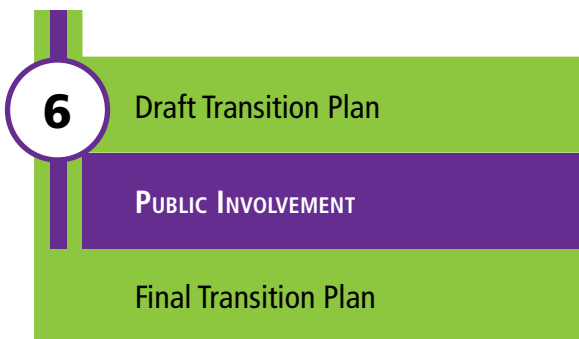 6
Draft Transition Plan
Public Involvement
Final Transition Plan